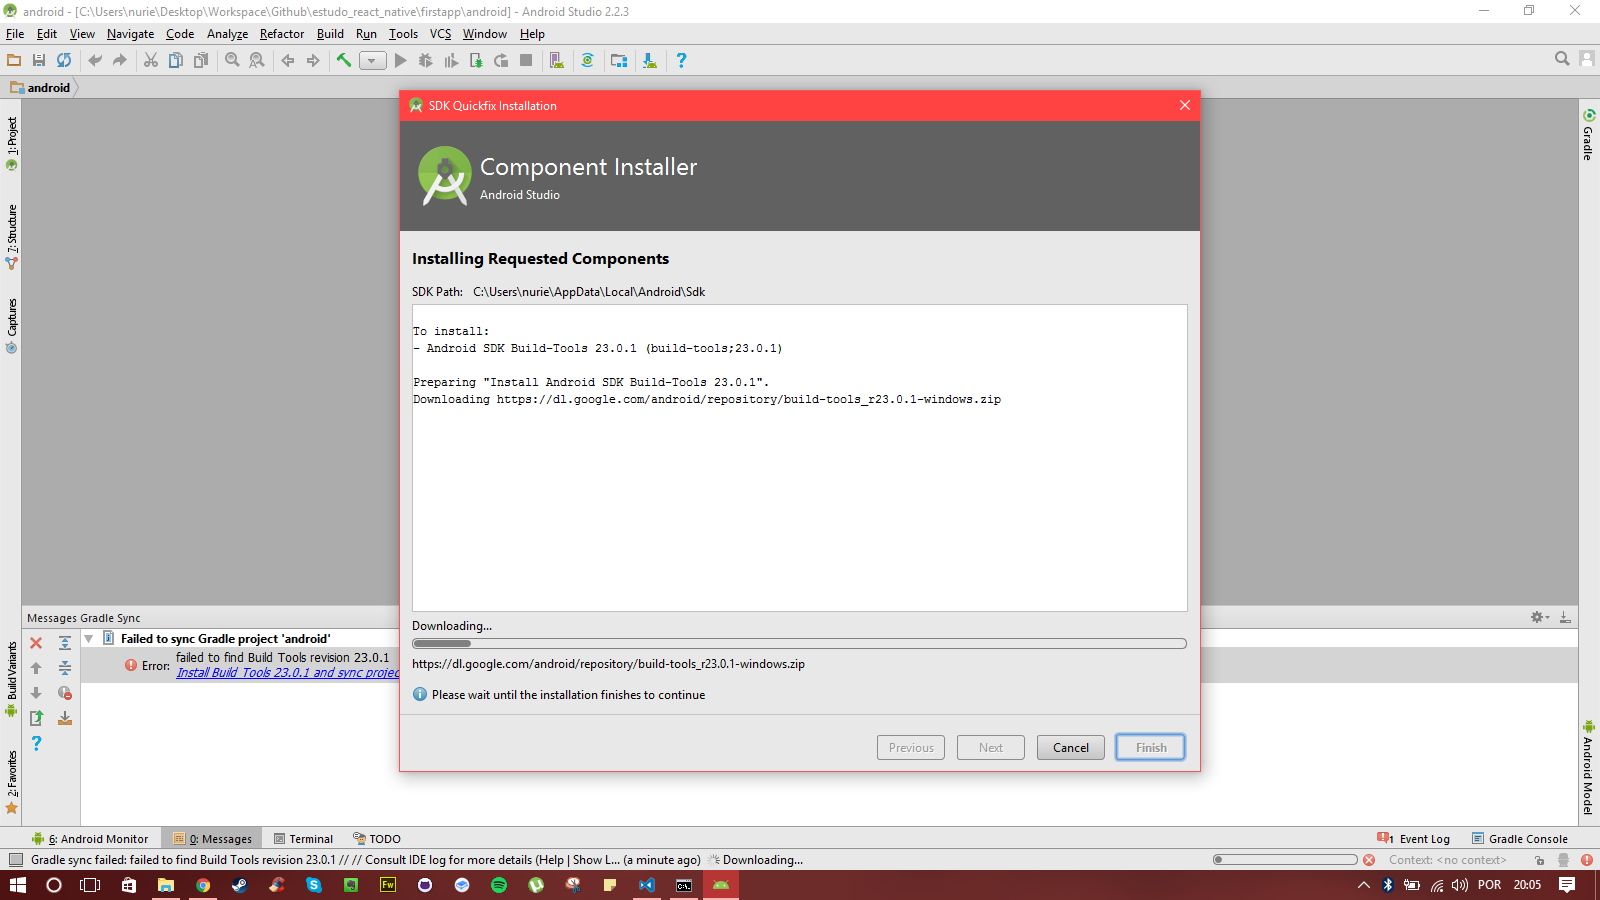 android - [C:\Users\nurie\Desktop\Workspace\Github\estudo_react_native\firstapp\android] - Android Studio 2.2.3
File Edit View Navigate Code Analyze Refactor Build Run Tools VCS Window Help
android
1: Project
7: Structure
Captures
Build Variants
2: Favorites
Gradle
Android Model
SDK Quickfix Installation
Component Installer
Android Studio
Installing Requested Components
SDK Path: C:\Users\nurie\AppData\Local\Android\Sdk
To install:
- Android SDK Build-Tools 23.0.1 (build-tools;23.0.1)
Preparing "Install Android SDK Build-Tools 23.0.1".
Downloading https://dl.google.com/android/repository/build-tools_r23.0.1-windows.zip
Downloading...
https://dl.google.com/android/repository/build-tools_r23.0.1-windows.zip
Please wait until the installation finishes to continue
Previous Next Cancel Finish
Messages Gradle Sync
Failed to sync Gradle project 'android'
Error: failed to find Build Tools revision 23.0.1
Install Build Tools 23.0.1 and sync projec
6: Android Monitor 0: Messages Terminal TODO 1 Event Log Gradle Console
Gradle sync failed: failed to find Build Tools revision 23.0.1 // // Consult IDE log for more details (Help | Show L... (a minute ago) Downloading... Context: <no context>
Fw POR 20:05